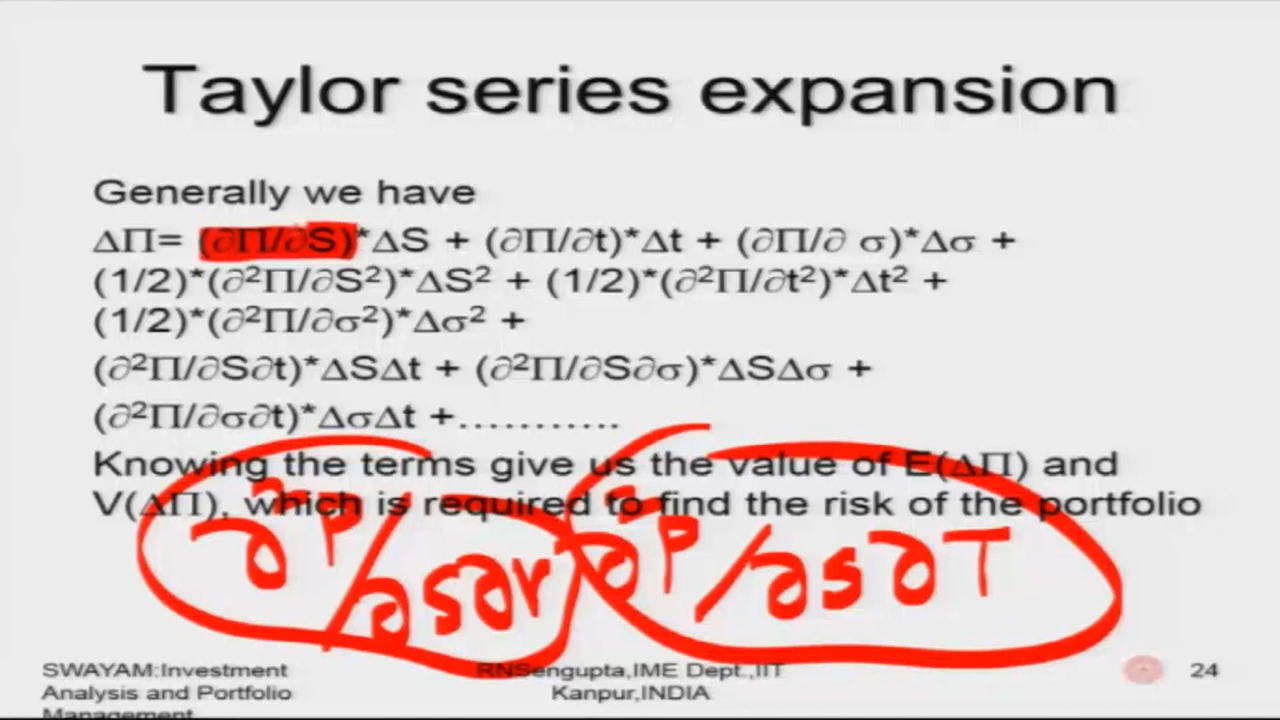 Taylor series expansion
Generally we have
ΔΠ= (∂Π/∂S)*ΔS + (∂Π/∂t)*Δt + (∂Π/∂ σ)*Δσ +
(1/2)*(∂²Π/∂S²)*ΔS² + (1/2)*(∂²Π/∂t²)*Δt² +
(1/2)*(∂²Π/∂σ²)*Δσ² +
(∂²Π/∂S∂t)*ΔSΔt + (∂²Π/∂S∂σ)*ΔSΔσ +
(∂²Π/∂σ∂t)*ΔσΔt +...........
Knowing the terms give us the value of E(ΔΠ) and
V(ΔΠ), which is required to find the risk of the portfolio
∂²P/∂S∂r ∂²P/∂S∂T
SWAYAM:Investment
Analysis and Portfolio
Management
RNSengupta,IME Dept.,IIT
Kanpur,INDIA
24